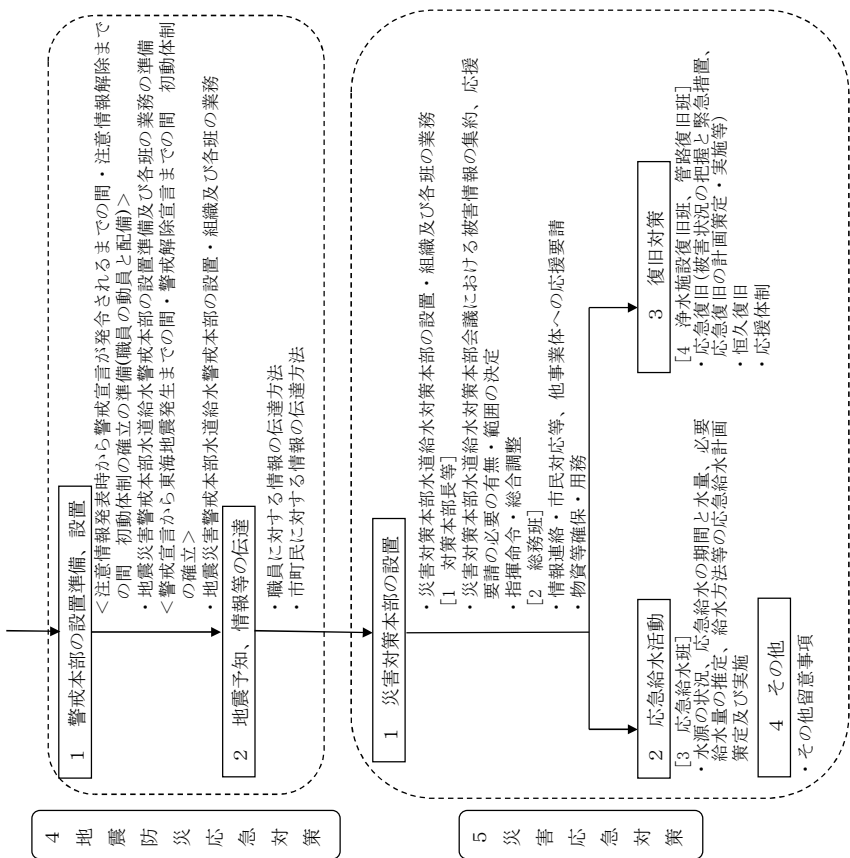 4 地震防災応急対策
1 警戒本部の設置準備、設置
＜注意情報発表時から警戒宣言が発令されるまでの間・注意情報解除まで
の間 初動体制の確立の準備(職員の動員と配備)＞
・地震災害警戒本部水道給水警戒本部の設置準備及び各班の業務の準備
＜警戒宣言から東海地震発生までの間・警戒解除宣言までの間 初動体制
の確立＞
・地震災害警戒本部水道給水警戒本部の設置・組織及び各班の業務
2 地震予知、情報等の伝達
・職員に対する情報の伝達方法
・市町民に対する情報の伝達方法
5 災害応急対策
1 災害対策本部の設置
・災害対策本部水道給水対策本部の設置・組織及び各班の業務
[1 対策本部長等]
・災害対策本部水道給水対策本部会議における被害情報の集約、応援
要請の必要の有無・範囲の決定
・指揮命令・総合調整
[2 総務班]
・情報連絡・市民対応等、他事業体への応援要請
・物資等確保・用務
2 応急給水活動
[3 応急給水班]
・水源の状況、応急給水の期間と水量、必要
給水量の推定、給水方法等の応急給水計画
策定及び実施
3 復旧対策
[4 浄水施設復旧班、管路復旧班]
・応急復旧(被害状況の把握と緊急措置、
応急復旧の計画策定・実施等)
・恒久復旧
・応援体制
4 その他
・その他留意事項